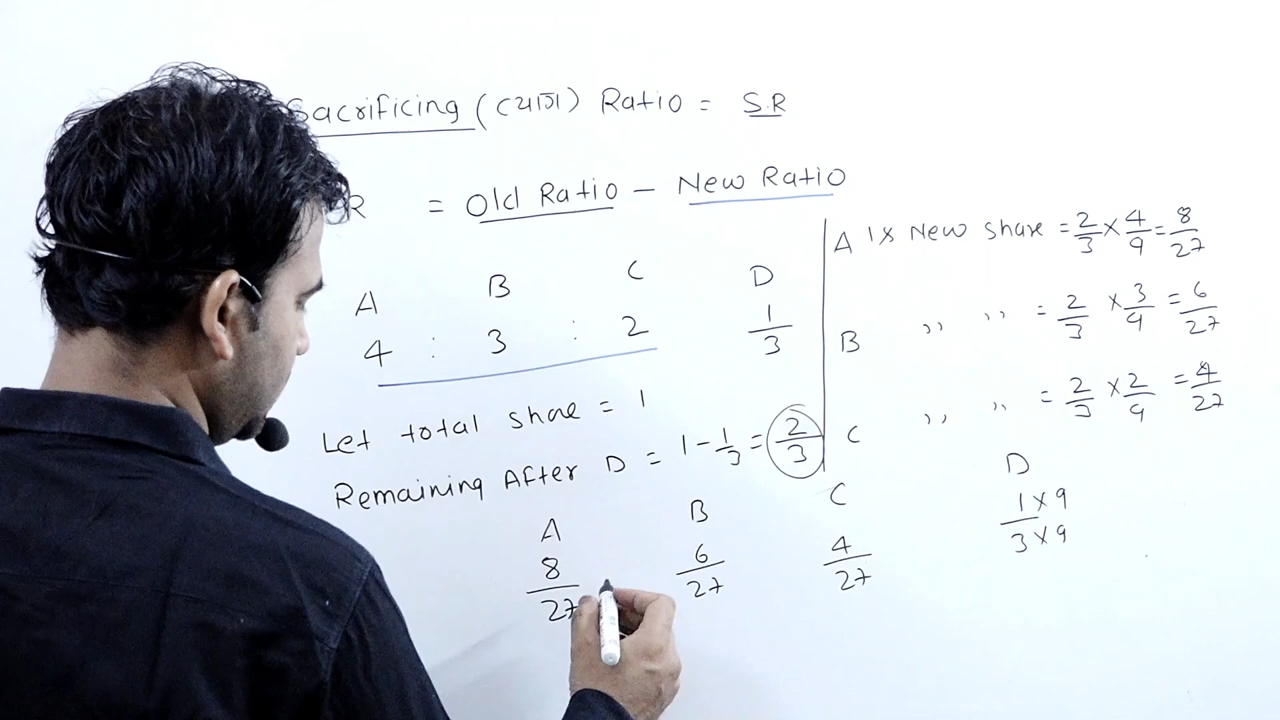 Sacrificing (त्याग) Ratio = S.R
R = Old Ratio - New Ratio
A B C D
4 : 3 : 2 1/3
Let total share = 1
Remaining After D = 1 - 1/3 = 2/3
A's New share = 2/3 × 4/9 = 8/27
B ,, ,, = 2/3 × 3/9 = 6/27
C ,, ,, = 2/3 × 2/9 = 4/27
A B C D
8/27 6/27 4/27 1×9/3×9